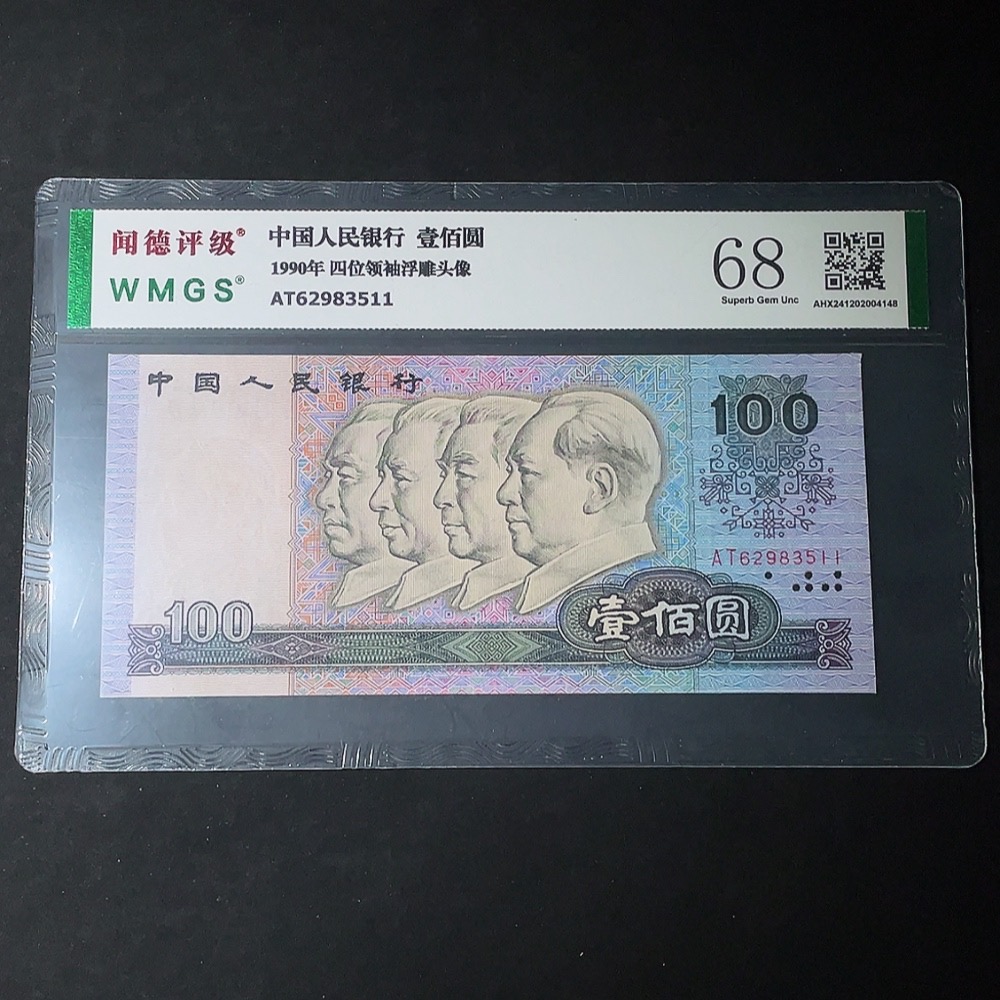 闻德评级®
WMGS®
中国人民银行 壹佰圆
1990年 四位领袖浮雕头像
AT62983511
68
Superb Gem Unc
AHX241202004148
中国人民银行
100
AT62983511
100
壹佰圆